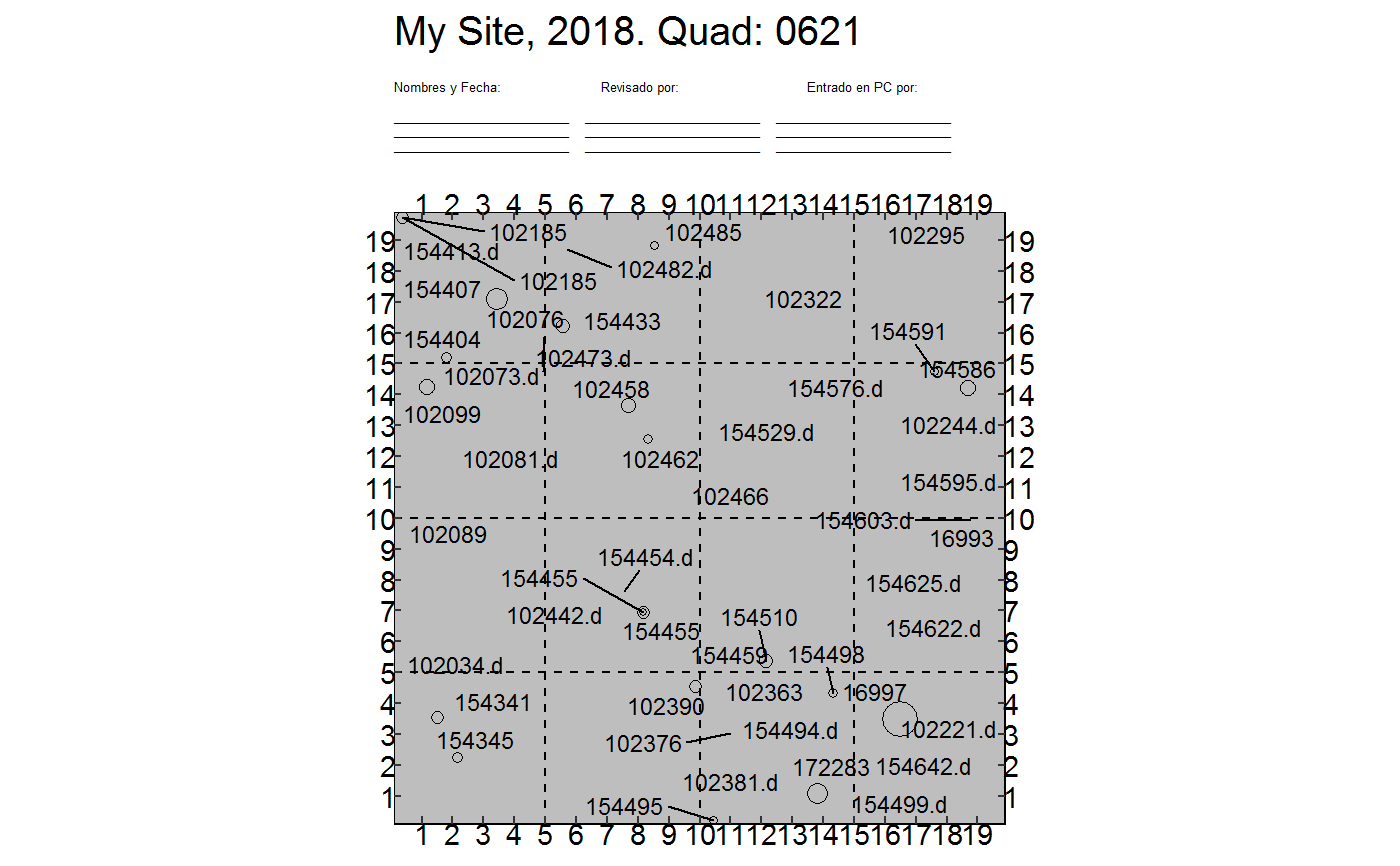 My Site, 2018. Quad: 0621
Nombres y Fecha: Revisado por: Entrado en PC por:
1 2 3 4 5 6 7 8 9 10 11 12 13 14 15 16 17 18 19
102185 102485 102295
19 154413.d 19
18 102482.d 18
154407 102185
17 102322 17
102076 154433
16 154404 154591 16
15 102473.d 15
102073.d 154586
14 102458 154576.d 14
102099
13 154529.d 102244.d 13
12 102081.d 102462 12
11 102466 154595.d 11
10 154603.d 10
102089 16993
9 154454.d 9
8 154455 154625.d 8
7 102442.d 154510 7
154455 154622.d
6 154459 154498 6
5 102034.d 5
102363 16997
4 154341 102390 4
3 154345 102376 154494.d 102221.d 3
2 172283 154642.d 2
102381.d
1 154495 154499.d 1
1 2 3 4 5 6 7 8 9 10 11 12 13 14 15 16 17 18 19